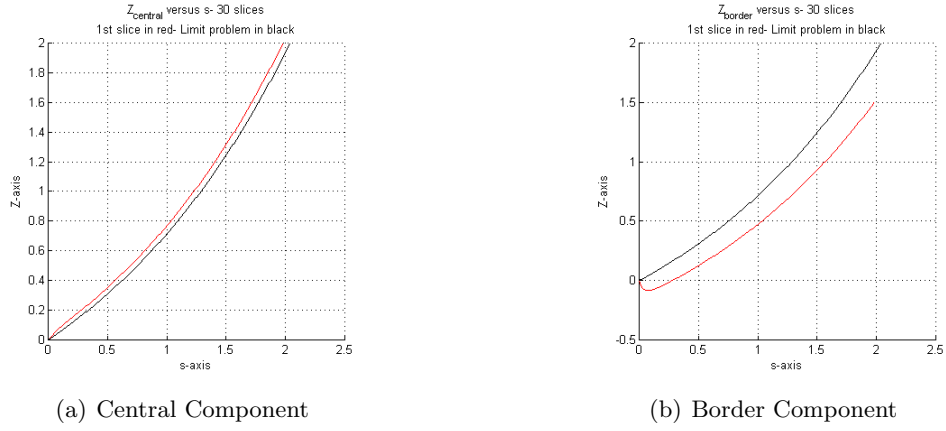 Z_central versus s- 30 slices
1st slice in red- Limit problem in black
Z-axis
2
1.8
1.6
1.4
1.2
1
0.8
0.6
0.4
0.2
0
0 0.5 1 1.5 2 2.5
s-axis
(a) Central Component
Z_border versus s- 30 slices
1st slice in red- Limit problem in black
Z-axis
2
1.5
1
0.5
0
-0.5
0 0.5 1 1.5 2 2.5
s-axis
(b) Border Component